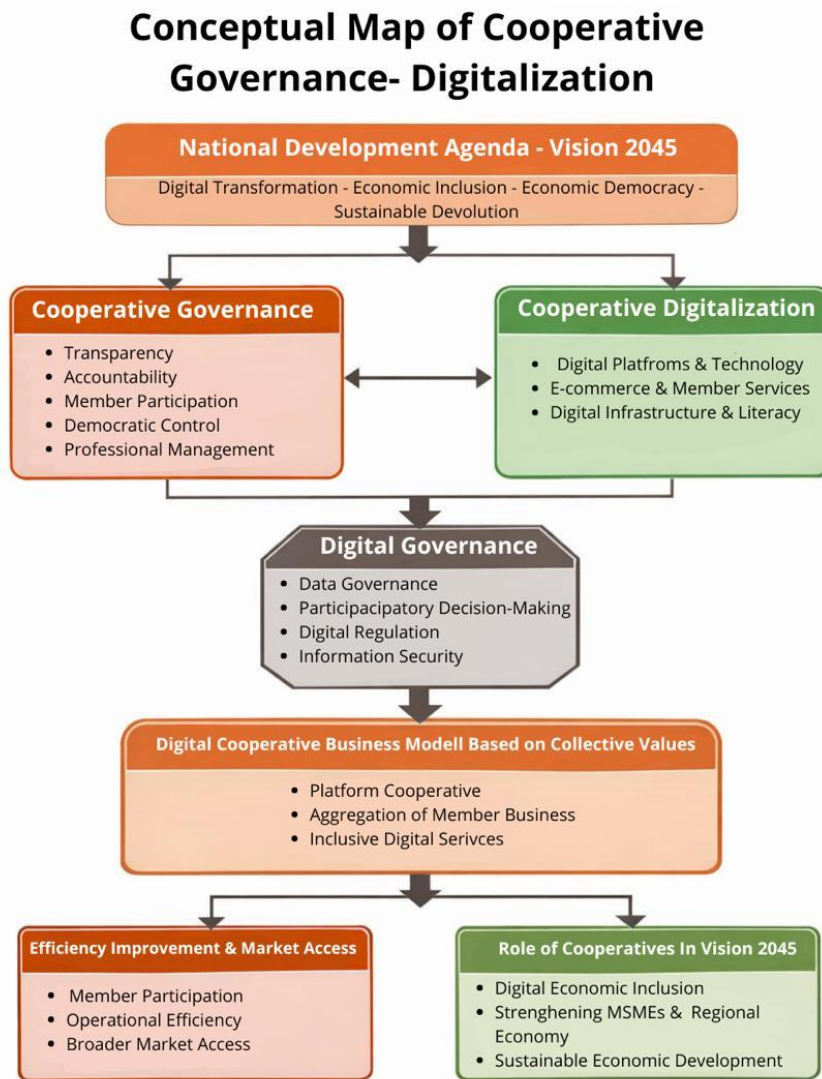 Conceptual Map of Cooperative
Governance- Digitalization
National Development Agenda - Vision 2045
Digital Transformation - Economic Inclusion - Economic Democracy -
Sustainable Devolution
Cooperative Governance
• Transparency
• Accountability
• Member Participation
• Democratic Control
• Professional Management
Cooperative Digitalization
• Digital Platfroms & Technology
• E-commerce & Member Services
• Digital Infrastructure & Literacy
Digital Governance
• Data Governance
• Participacipatory Decision-Making
• Digital Regulation
• Information Security
Digital Cooperative Business Modell Based on Collective Values
• Platform Cooperative
• Aggregation of Member Business
• Inclusive Digital Serivces
Efficiency Improvement & Market Access
• Member Participation
• Operational Efficiency
• Broader Market Access
Role of Cooperatives In Vision 2045
• Digital Economic Inclusion
• Strenghening MSMEs & Regional
Economy
• Sustainable Economic Development